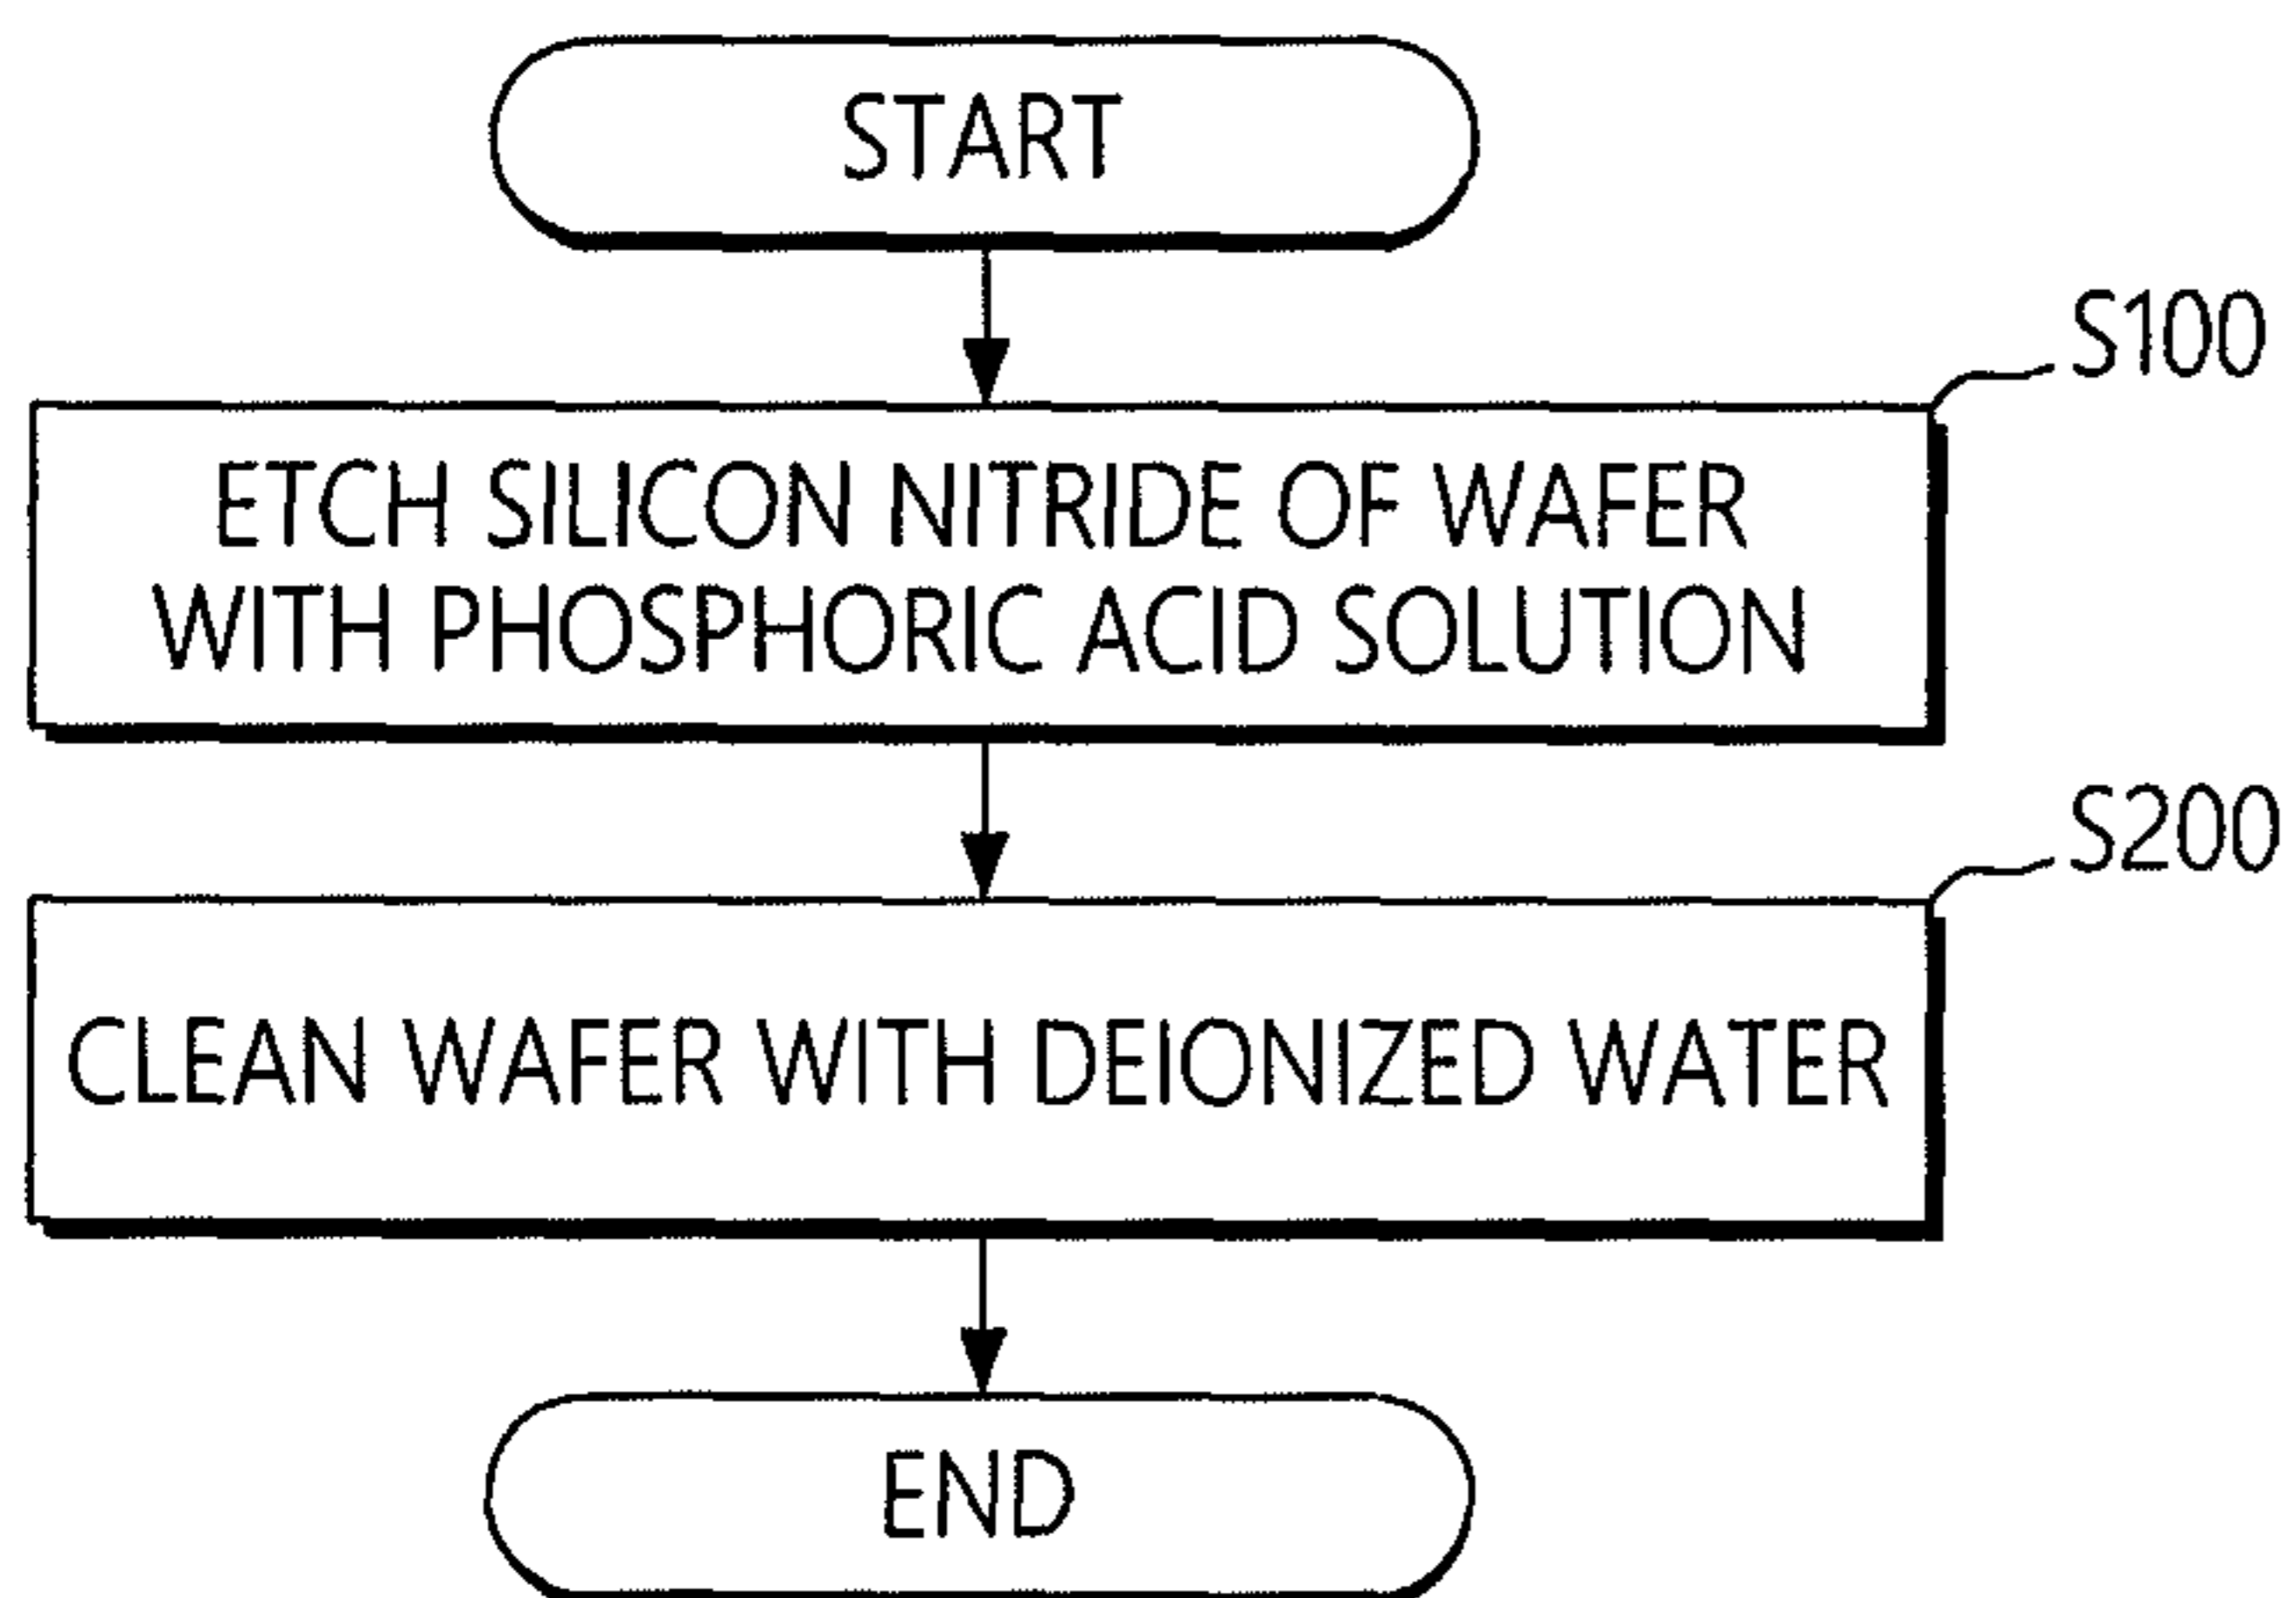 START
S100
ETCH SILICON NITRIDE OF WAFER
WITH PHOSPHORIC ACID SOLUTION
S200
CLEAN WAFER WITH DEIONIZED WATER
END